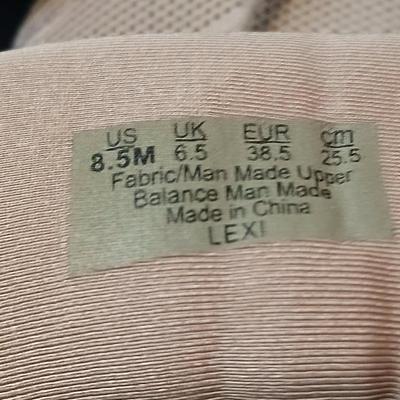 US UK EUR cm
8.5M 6.5 38.5 25.5
Fabric/Man Made Upper
Balance Man Made
Made in China
LEXI